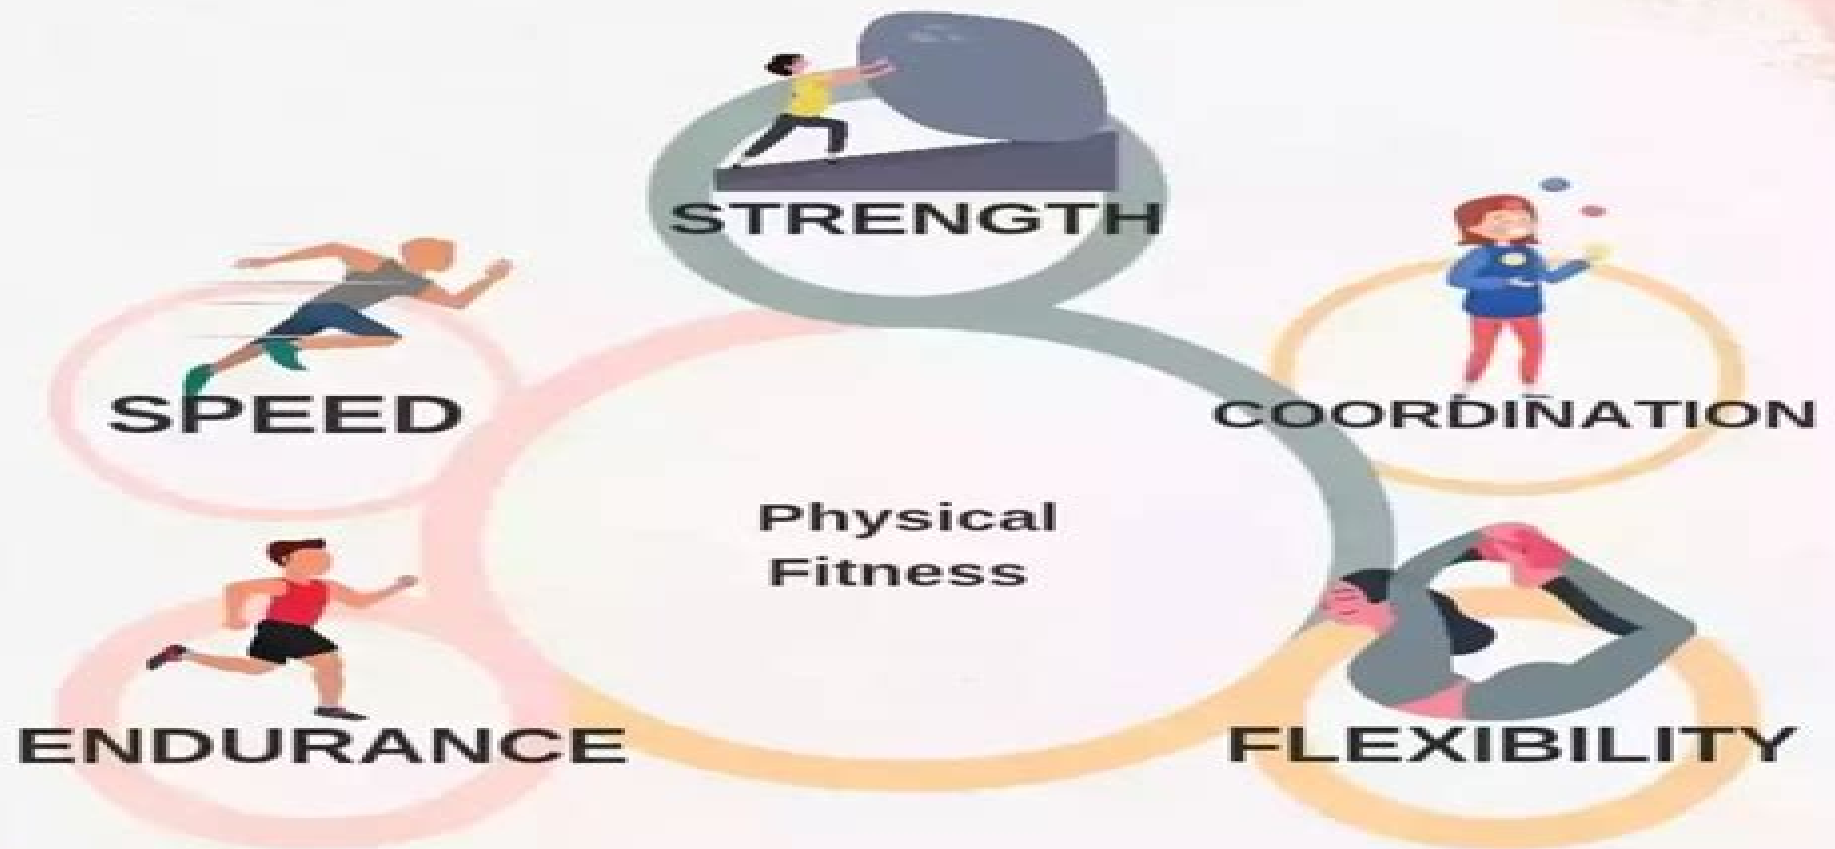 STRENGTH
SPEED
COORDINATION
Physical
Fitness
ENDURANCE
FLEXIBILITY